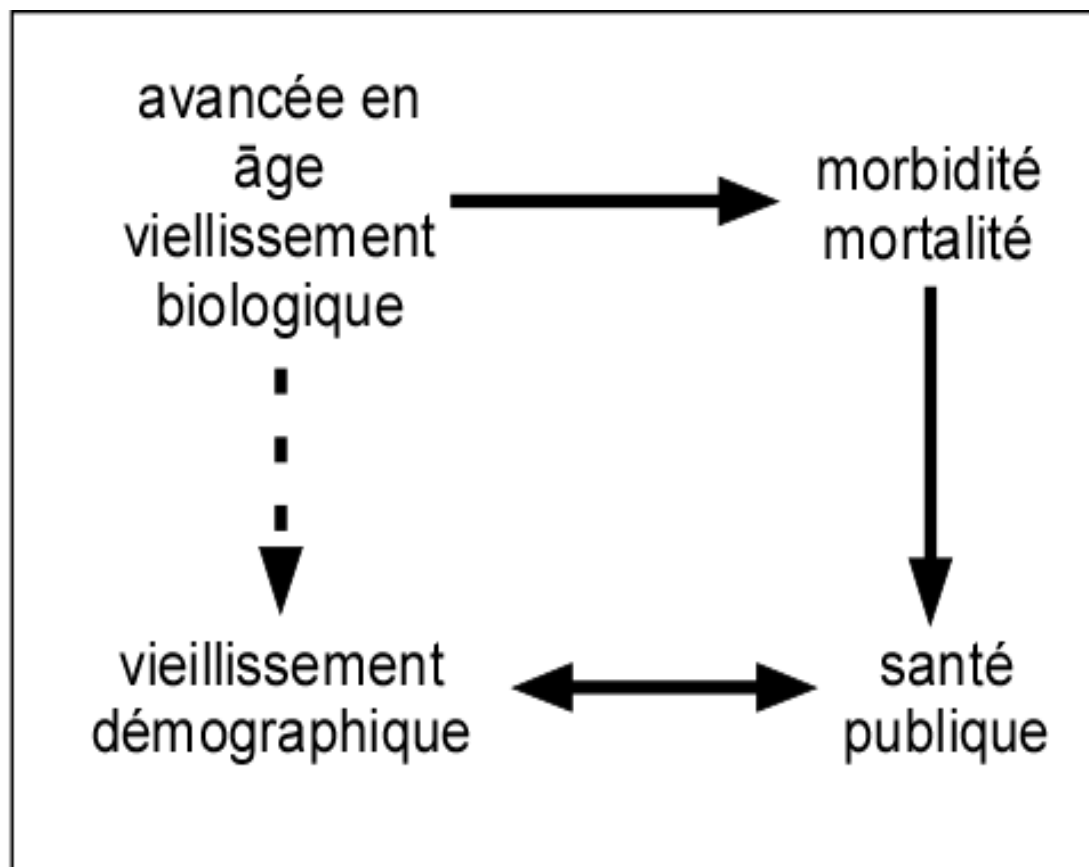 avancée en
āge
viellissement
biologique
morbidité
mortalité
vieillissement
démographique
santé
publique